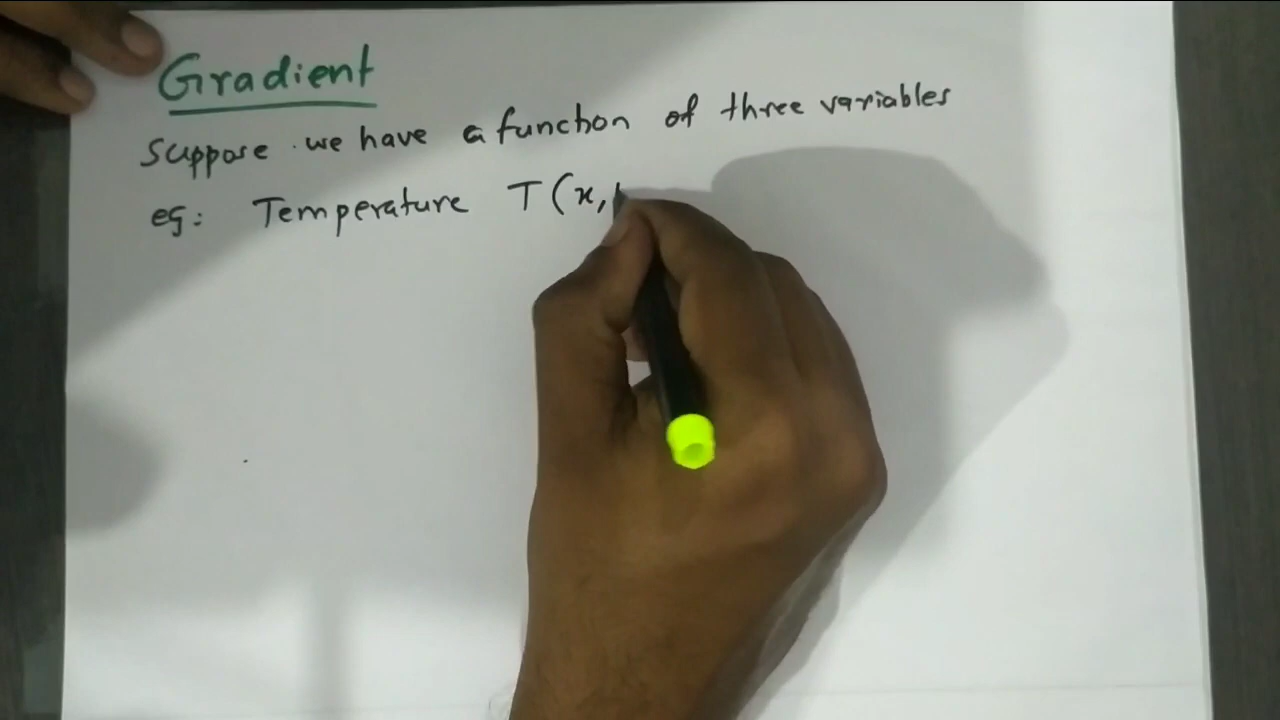 Gradient
Suppose we have a function of three variables
eg: Temperature T(x,